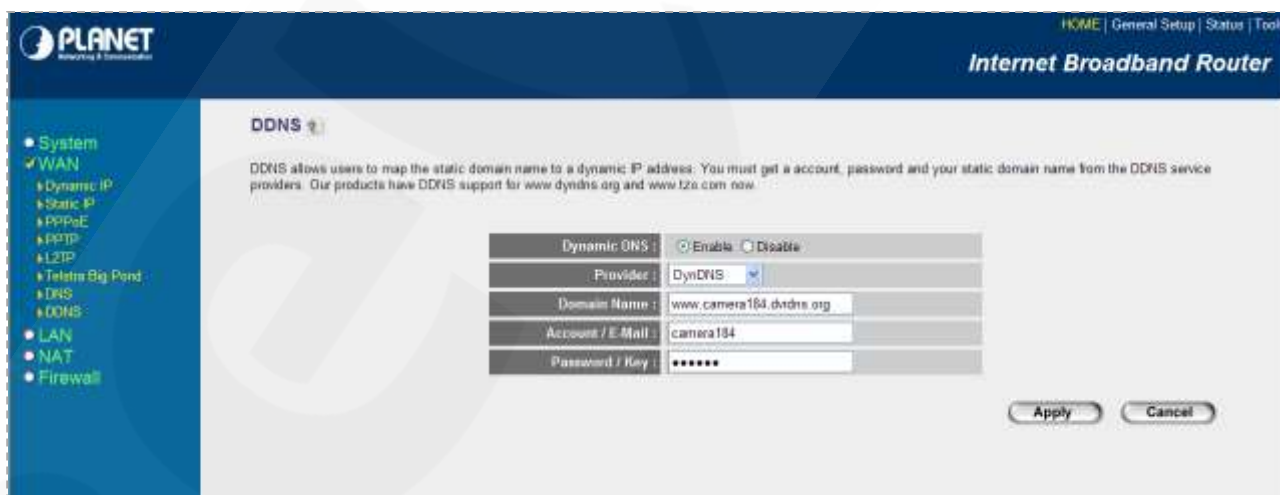 PLANET
Networking & Communication
HOME | General Setup | Status | Tool
Internet Broadband Router
System
WAN
Dynamic IP
Static IP
PPPoE
PPTP
L2TP
Telstra Big Pond
DNS
DDNS
LAN
NAT
Firewall
DDNS
DDNS allows users to map the static domain name to a dynamic IP address. You must get a account, password and your static domain name from the DDNS service
providers. Our products have DDNS support for www.dyndns.org and www.tzo.com now.
Dynamic DNS : Enable Disable
Provider : DynDNS
Domain Name : www.camera184.dvrdns.org
Account / E-Mail : camera184
Password / Key : ●●●●●●
Apply Cancel